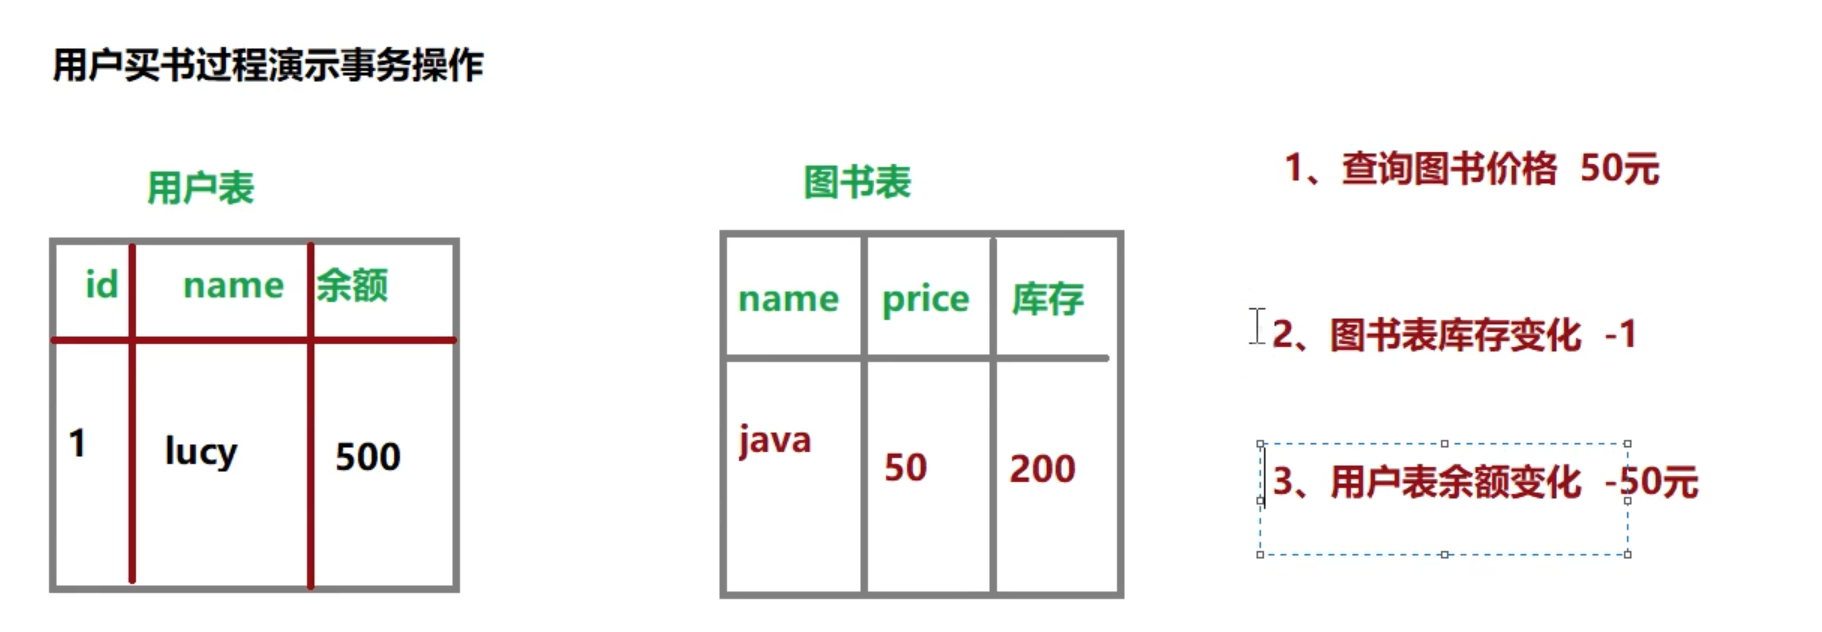 用户买书过程演示事务操作
用户表
id name 余额
1 lucy 500
图书表
name price 库存
java 50 200
1、查询图书价格 50元
2、图书表库存变化 -1
3、用户表余额变化 -50元